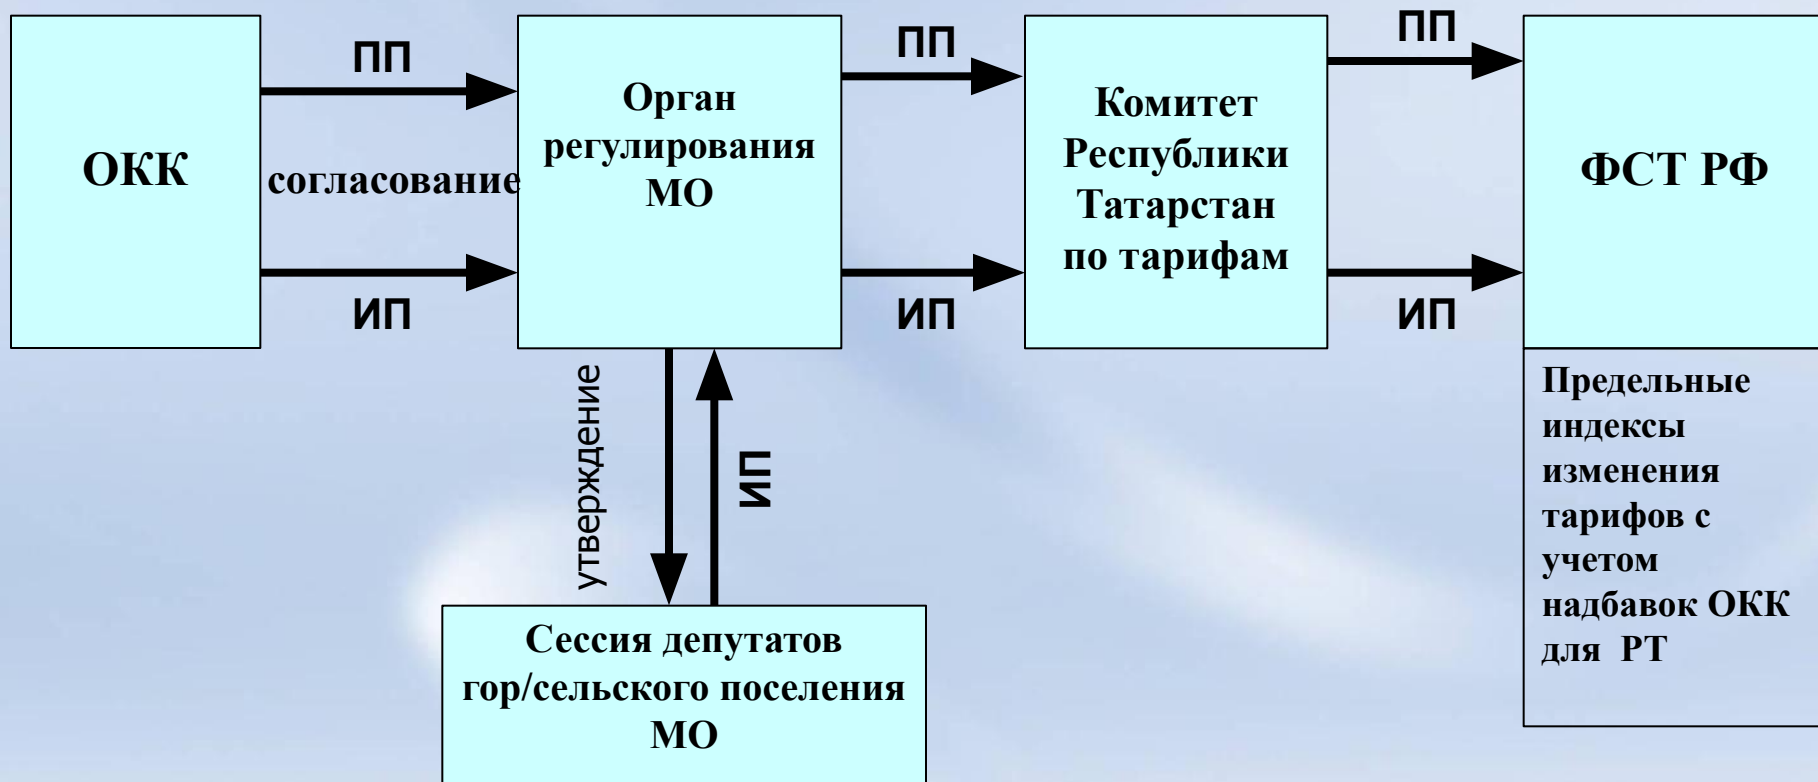 ОКК
ПП
согласование
ИП
Орган
регулирования
МО
ПП
ИП
Комитет
Республики
Татарстан
по тарифам
ПП
ИП
ФСТ РФ
Предельные
индексы
изменения
тарифов с
учетом
надбавок ОКК
для РТ
утверждение
ИП
Сессия депутатов
гор/сельского поселения
МО